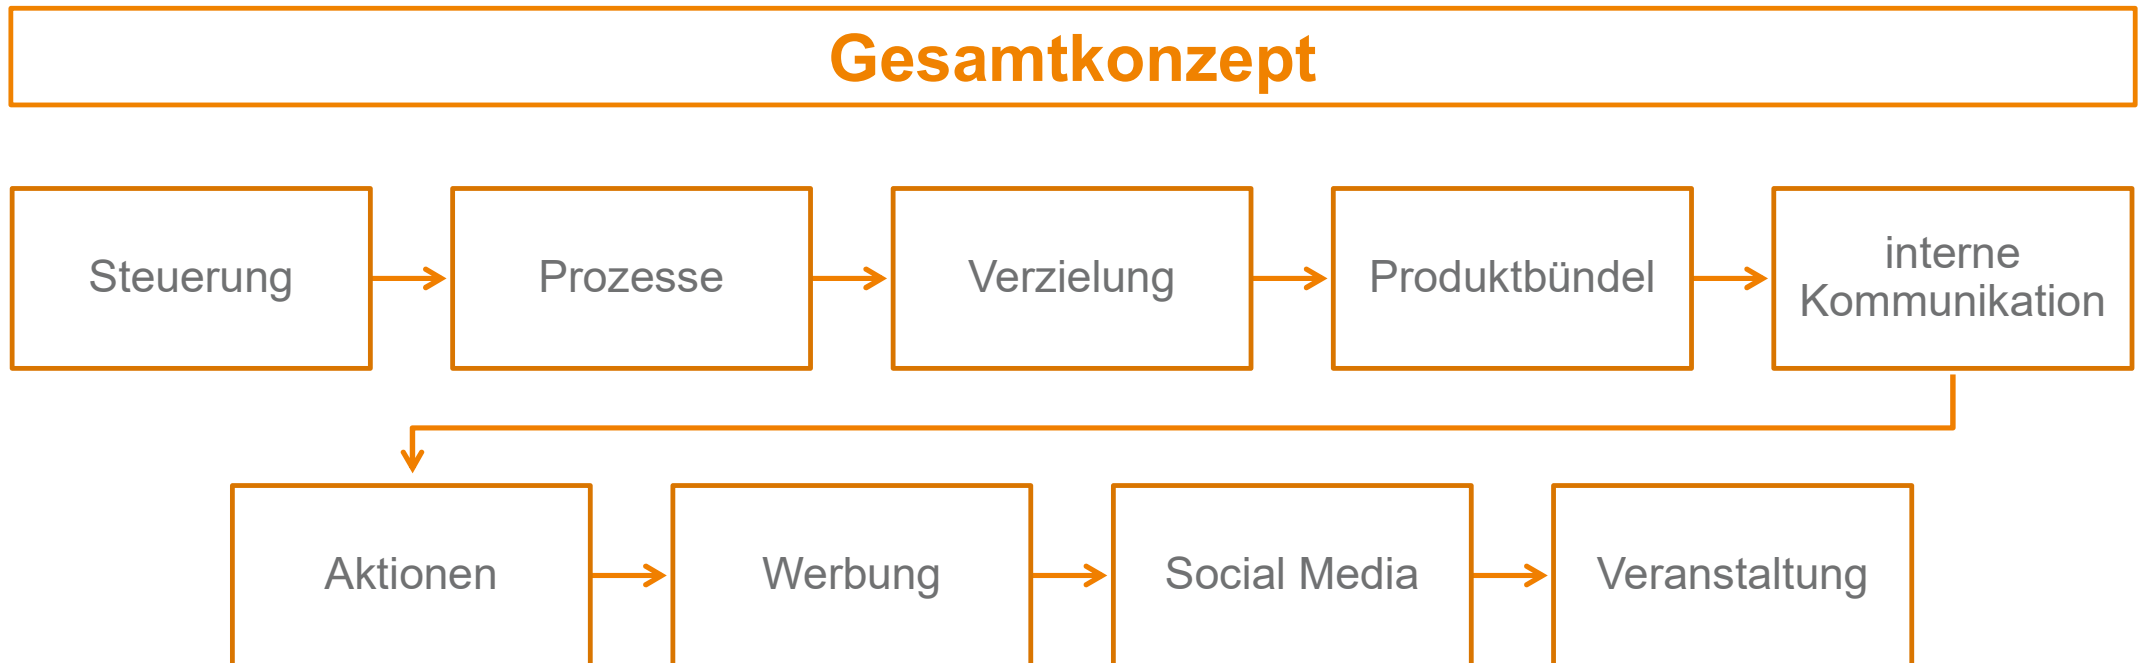 Gesamtkonzept
Steuerung
Prozesse
Verzielung
Produktbündel
interne
Kommunikation
Aktionen
Werbung
Social Media
Veranstaltung